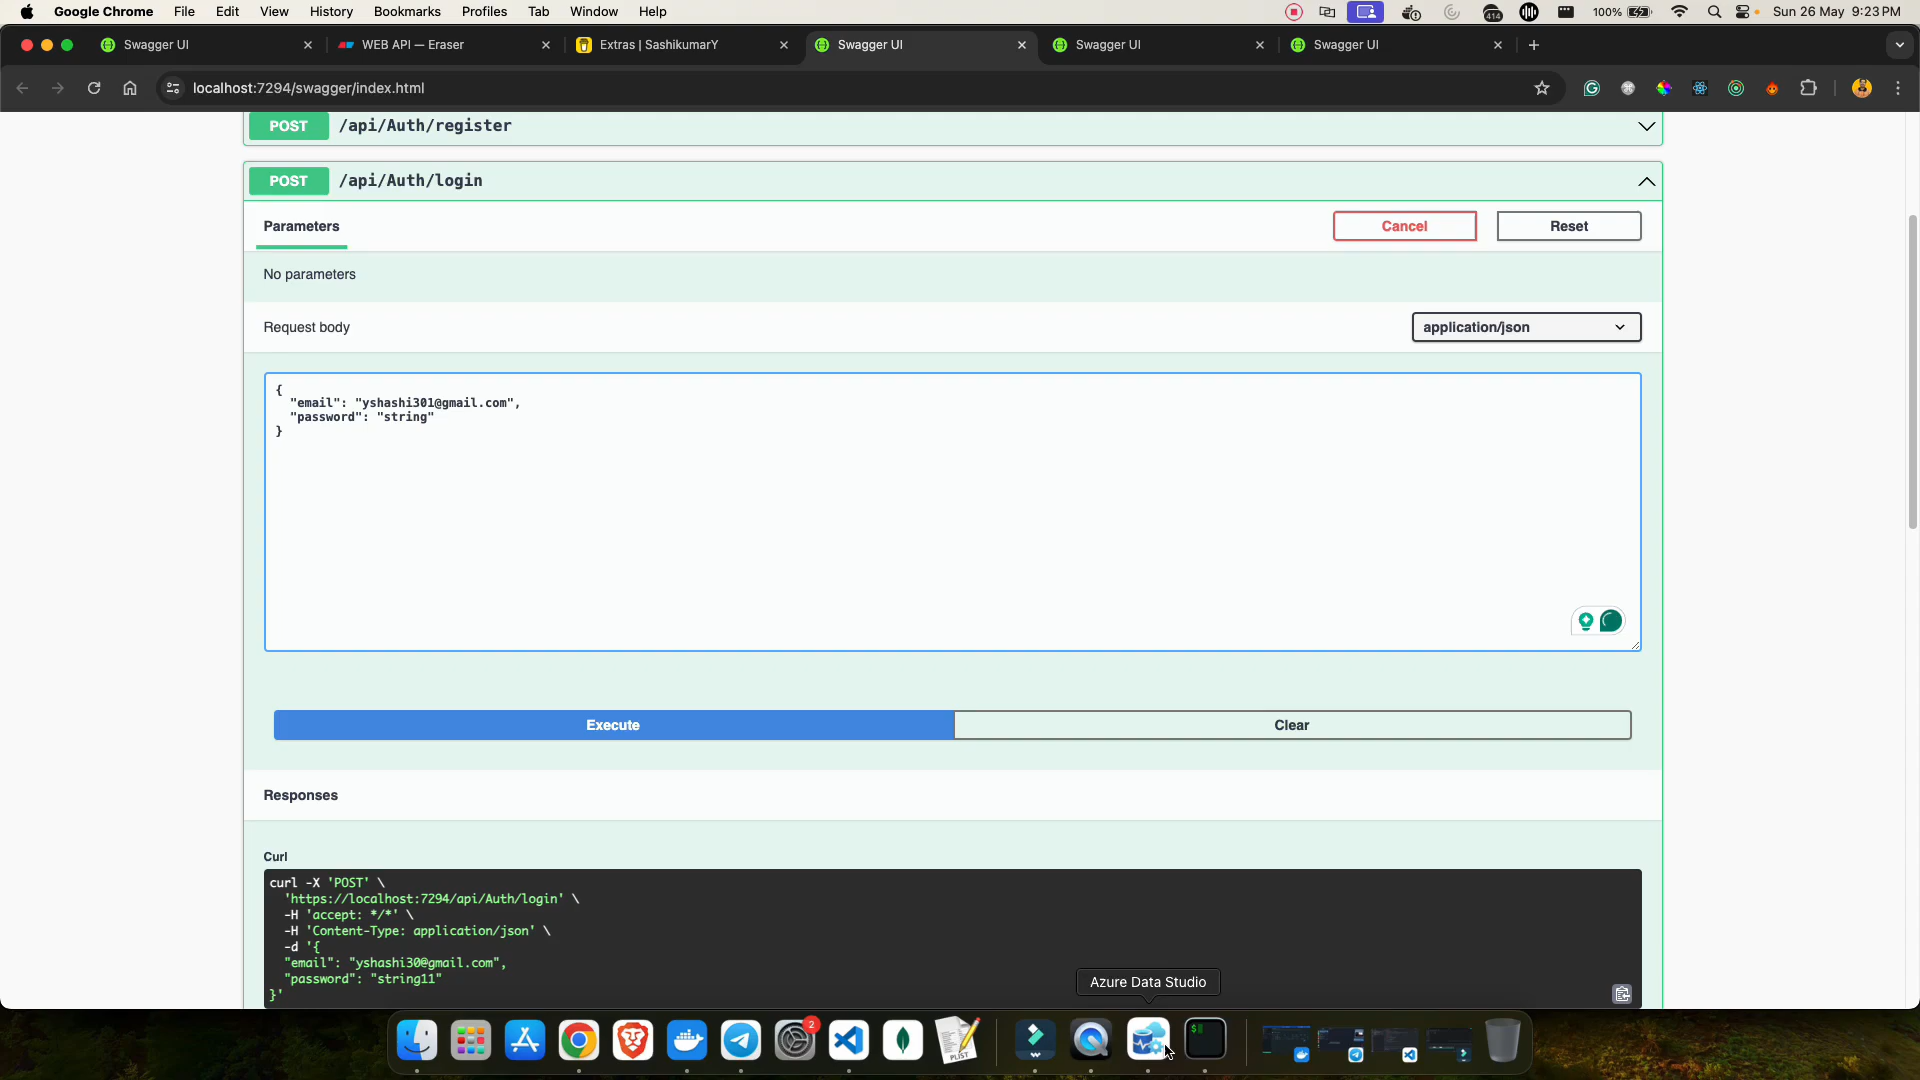 Google Chrome File Edit View History Bookmarks Profiles Tab Window Help 414 100% Sun 26 May 9:23 PM
Swagger UI WEB API — Eraser Extras | SashikumarY Swagger UI Swagger UI Swagger UI
localhost:7294/swagger/index.html
POST /api/Auth/register
POST /api/Auth/login
Parameters Cancel Reset
No parameters
Request body application/json
{
"email": "yshashi301@gmail.com",
"password": "string"
}
Execute Clear
Responses
Curl
curl -X 'POST' \
'https://localhost:7294/api/Auth/login' \
-H 'accept: */*' \
-H 'Content-Type: application/json' \
-d '{
"email": "yshashi30@gmail.com",
"password": "string11"
}'
Azure Data Studio
2
PLIST
$